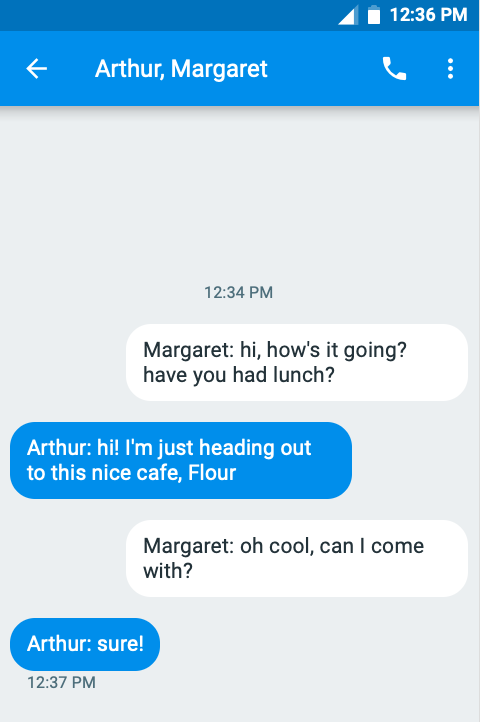 12:36 PM
Arthur, Margaret
12:34 PM
Margaret: hi, how's it going?
have you had lunch?
Arthur: hi! I'm just heading out
to this nice cafe, Flour
Margaret: oh cool, can I come
with?
Arthur: sure!
12:37 PM